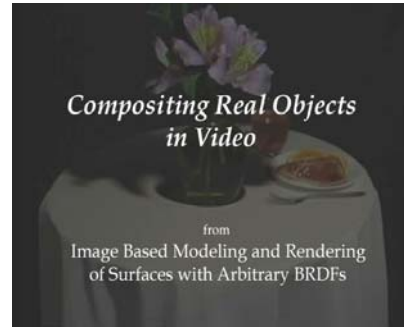 Compositing Real Objects
in Video
from
Image Based Modeling and Rendering
of Surfaces with Arbitrary BRDFs